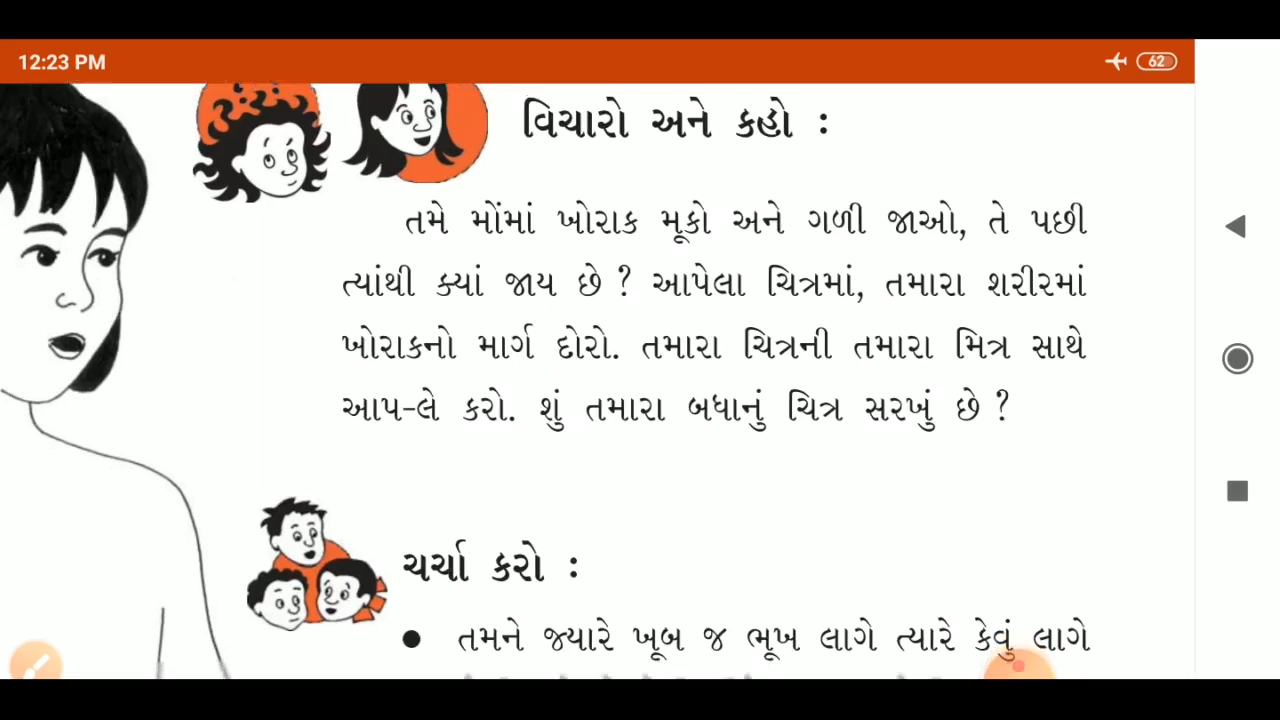 12:23 PM
62
વિચારો અને કહો :
તમે મોંમાં ખોરાક મૂકો અને ગળી જાઓ, તે પછી
ત્યાંથી ક્યાં જાય છે ? આપેલા ચિત્રમાં, તમારા શરીરમાં
ખોરાકનો માર્ગ દોરો. તમારા ચિત્રની તમારા મિત્ર સાથે
આપ-લે કરો. શું તમારા બધાનું ચિત્ર સરખું છે ?
ચર્ચા કરો :
● તમને જ્યારે ખૂબ જ ભૂખ લાગે ત્યારે કેવું લાગે